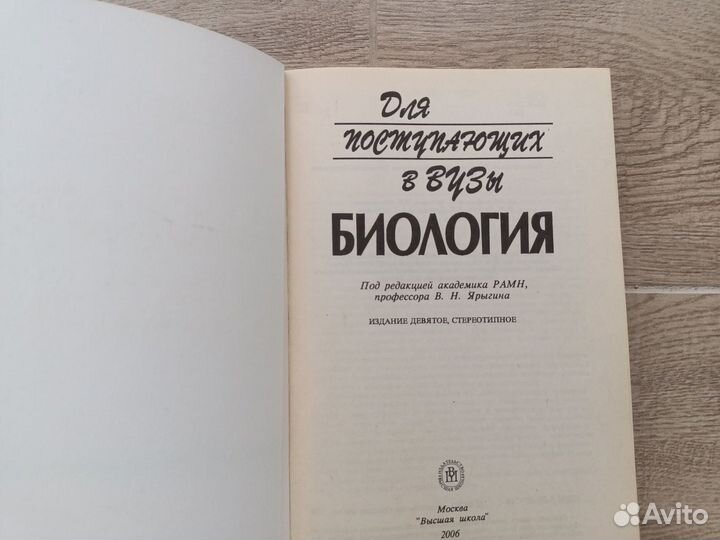 Для
поступающих
в ВУЗы
БИОЛОГИЯ
Под редакцией академика РАМН,
профессора В. Н. Ярыгина
ИЗДАНИЕ ДЕВЯТОЕ, СТЕРЕОТИПНОЕ
Москва
"Высшая школа"
2006
Avito